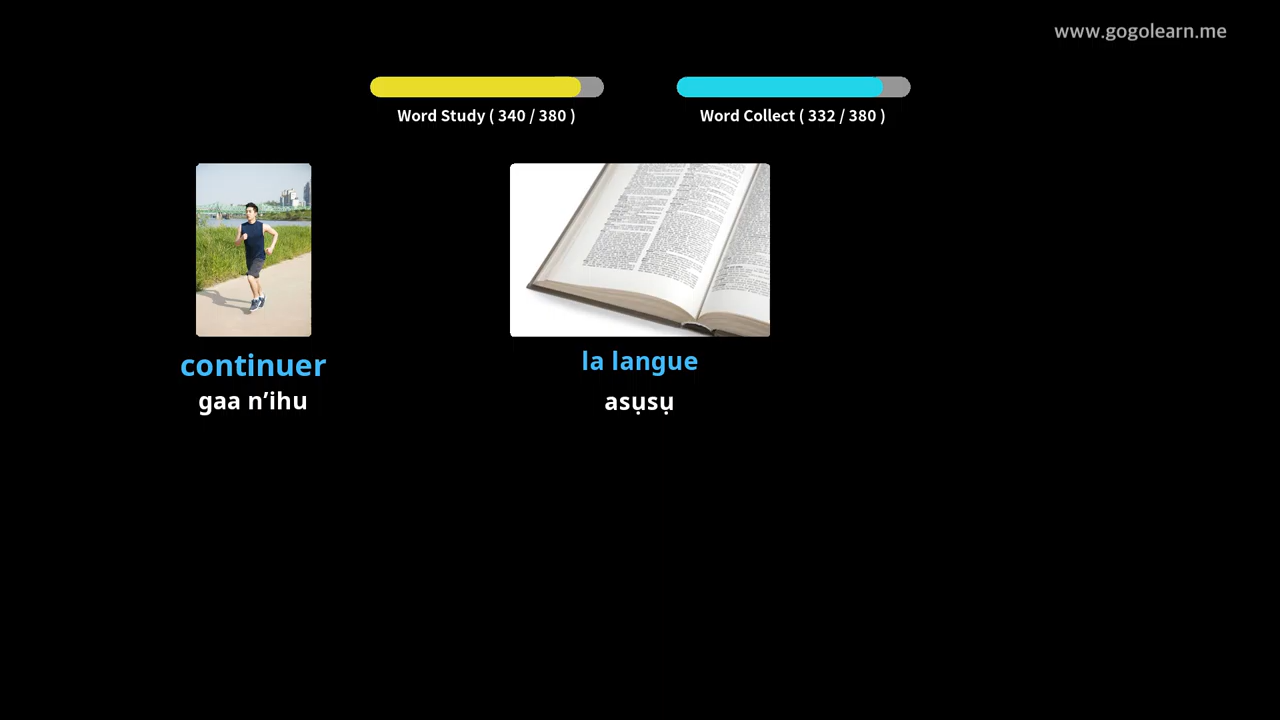 www.gogolearn.me
Word Study ( 340 / 380 )
Word Collect ( 332 / 380 )
continuer
gaa n’ihu
la langue
asụsụ